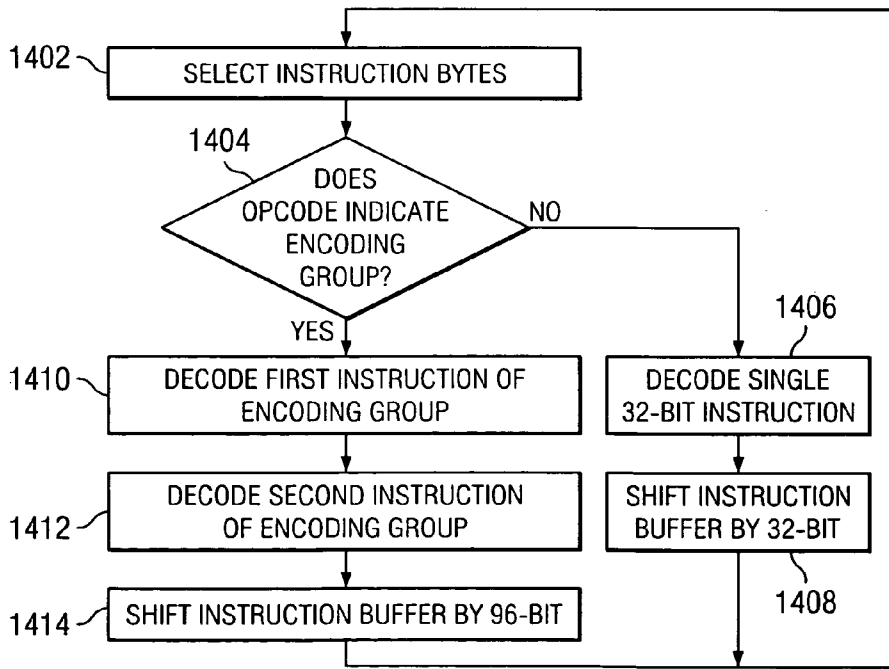 1402
SELECT INSTRUCTION BYTES
1404
DOES
OPCODE INDICATE
ENCODING
GROUP?
NO
YES
1406
1410
DECODE FIRST INSTRUCTION OF
ENCODING GROUP
DECODE SINGLE
32-BIT INSTRUCTION
1412
DECODE SECOND INSTRUCTION
OF ENCODING GROUP
SHIFT INSTRUCTION
BUFFER BY 32-BIT
1408
1414
SHIFT INSTRUCTION BUFFER BY 96-BIT